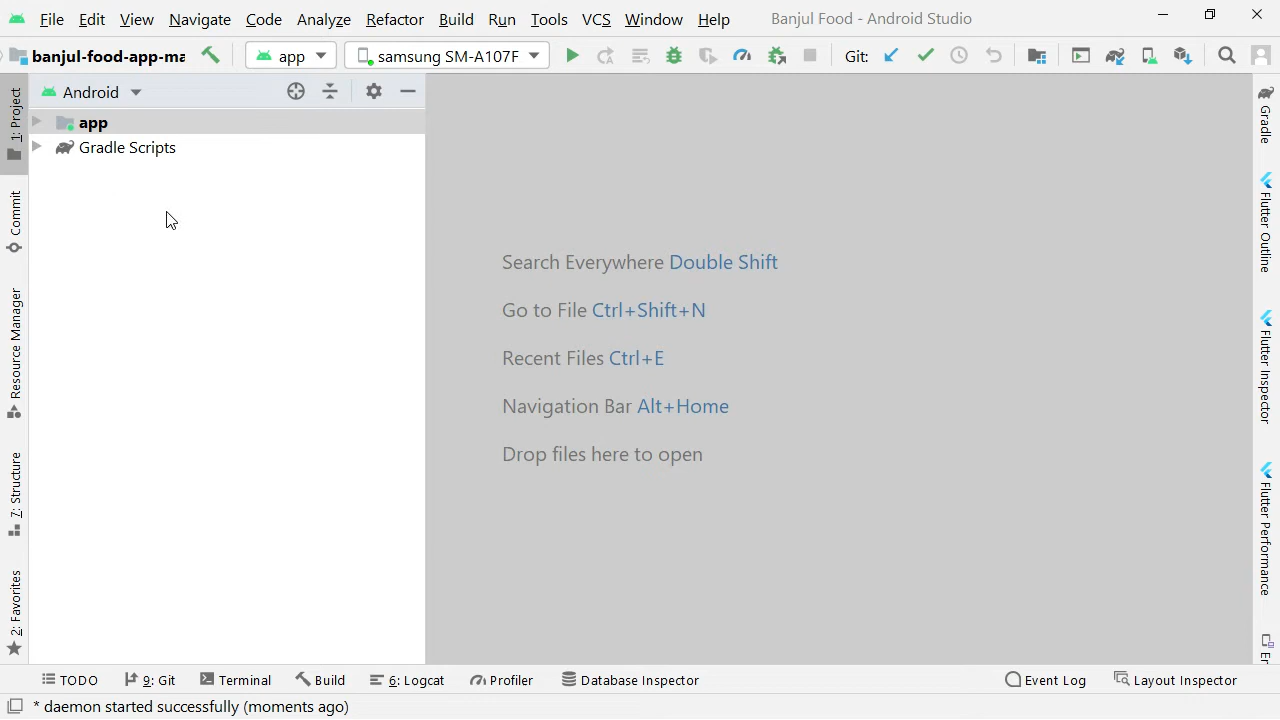 File Edit View Navigate Code Analyze Refactor Build Run Tools VCS Window Help Banjul Food - Android Studio
banjul-food-app-ma app samsung SM-A107F Git:
Android
app
Gradle Scripts
1: Project
Commit
Resource Manager
7: Structure
2: Favorites
Search Everywhere Double Shift
Go to File Ctrl+Shift+N
Recent Files Ctrl+E
Navigation Bar Alt+Home
Drop files here to open
Gradle
Flutter Outline
Flutter Inspector
Flutter Performance
TODO 9: Git Terminal Build 6: Logcat Profiler Database Inspector Event Log Layout Inspector
* daemon started successfully (moments ago)